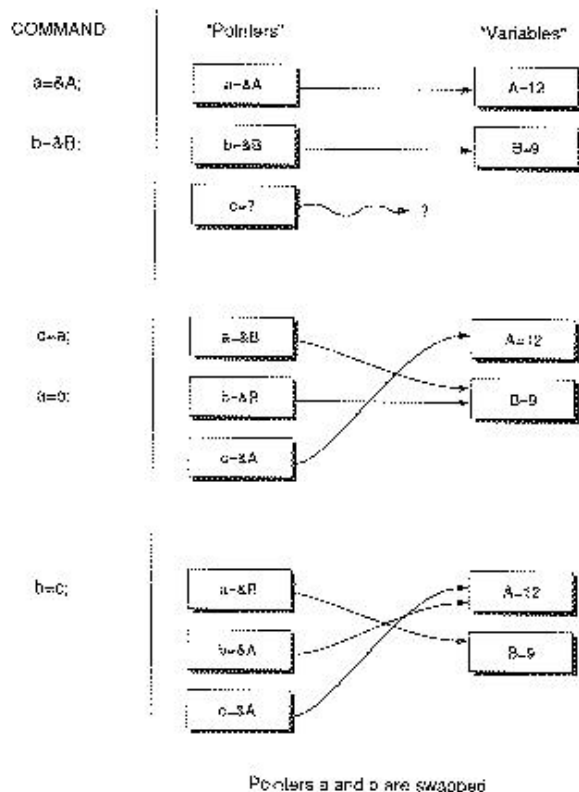 COMMAND
"Pointers"
"Variables"
a=&A;
a=&A
A=12
b=&B;
b=&B
B=9
c=?
?
c=a;
a=&B
A=12
a=b;
b=&B
B=9
c=&A
b=c;
a=&B
A=12
b=&A
B=9
c=&A
Pointers a and b are swapped